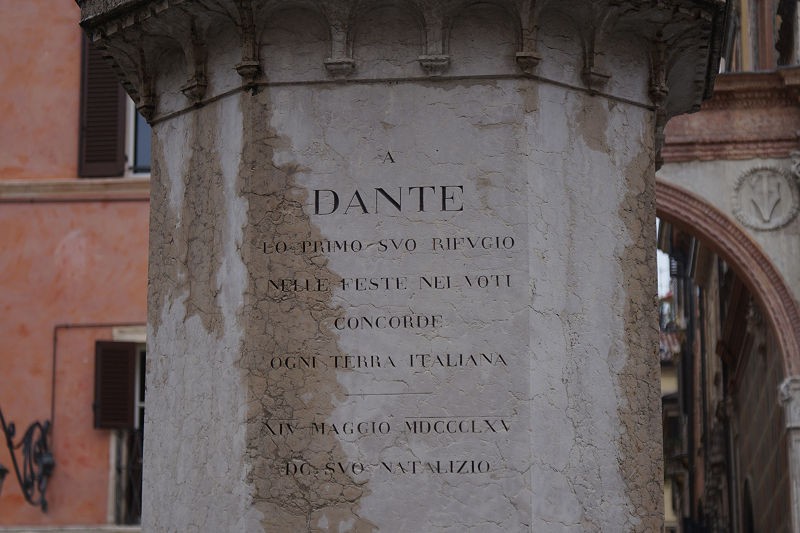 A
DANTE
LO PRIMO SVO RIFVGIO
NELLE FESTE NEI VOTI
CONCORDE
OGNI TERRA ITALIANA
XIV MAGGIO MDCCCLXV
DC. SVO NATALIZIO